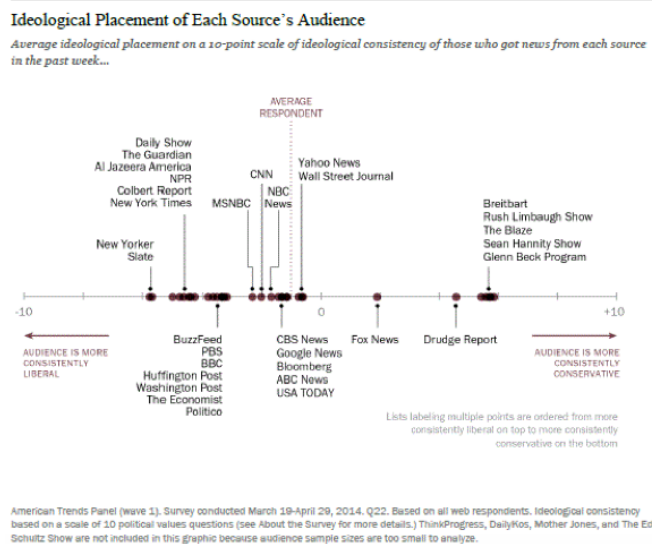 Ideological Placement of Each Source's Audience
Average ideological placement on a 10-point scale of ideological consistency of those who got news from each source
in the past week...
AVERAGE
RESPONDENT
Daily Show
The Guardian
Al Jazeera America
NPR
Colbert Report
New York Times
New Yorker
Slate
MSNBC
CNN
NBC
News
Yahoo News
Wall Street Journal
Breitbart
Rush Limbaugh Show
The Blaze
Sean Hannity Show
Glenn Beck Program
-10
0
+10
AUDIENCE IS MORE
CONSISTENTLY
LIBERAL
BuzzFeed
PBS
BBC
Huffington Post
Washington Post
The Economist
Politico
CBS News
Google News
Bloomberg
ABC News
USA TODAY
Fox News
Drudge Report
AUDIENCE IS MORE
CONSISTENTLY
CONSERVATIVE
Lists labeling multiple points are ordered from more
consistently liberal on top to more consistently
conservative on the bottom
American Trends Panel (wave 1). Survey conducted March 19-April 29, 2014. Q22. Based on all web respondents. Ideological consistency
based on a scale of 10 political values questions (see About the Survey for more details.) ThinkProgress, DailyKos, Mother Jones, and The Ed
Schultz Show are not included in this graphic because audience sample sizes are too small to analyze.